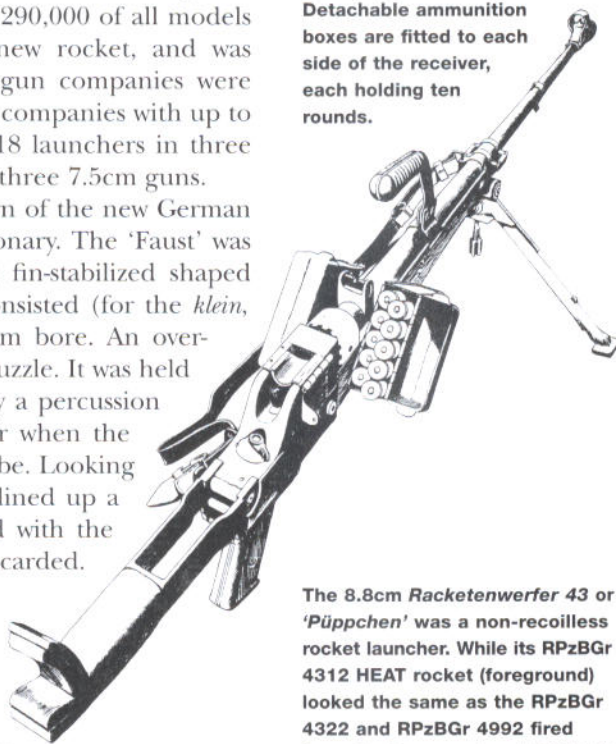 290,000 of all models
new rocket, and was
gun companies were
companies with up to
18 launchers in three
three 7.5cm guns.
n of the new German
onary. The ‘Faust’ was
fin-stabilized shaped
onsisted (for the klein,
m bore. An over-
uzzle. It was held
y a percussion
r when the
be. Looking
lined up a
d with the
carded.
Detachable ammunition
boxes are fitted to each
side of the receiver,
each holding ten
rounds.
The 8.8cm Racketenwerfer 43 or
‘Püppchen’ was a non-recoilless
rocket launcher. While its RPzBGr
4312 HEAT rocket (foreground)
looked the same as the RPzBGr
4322 and RPzBGr 4992 fired